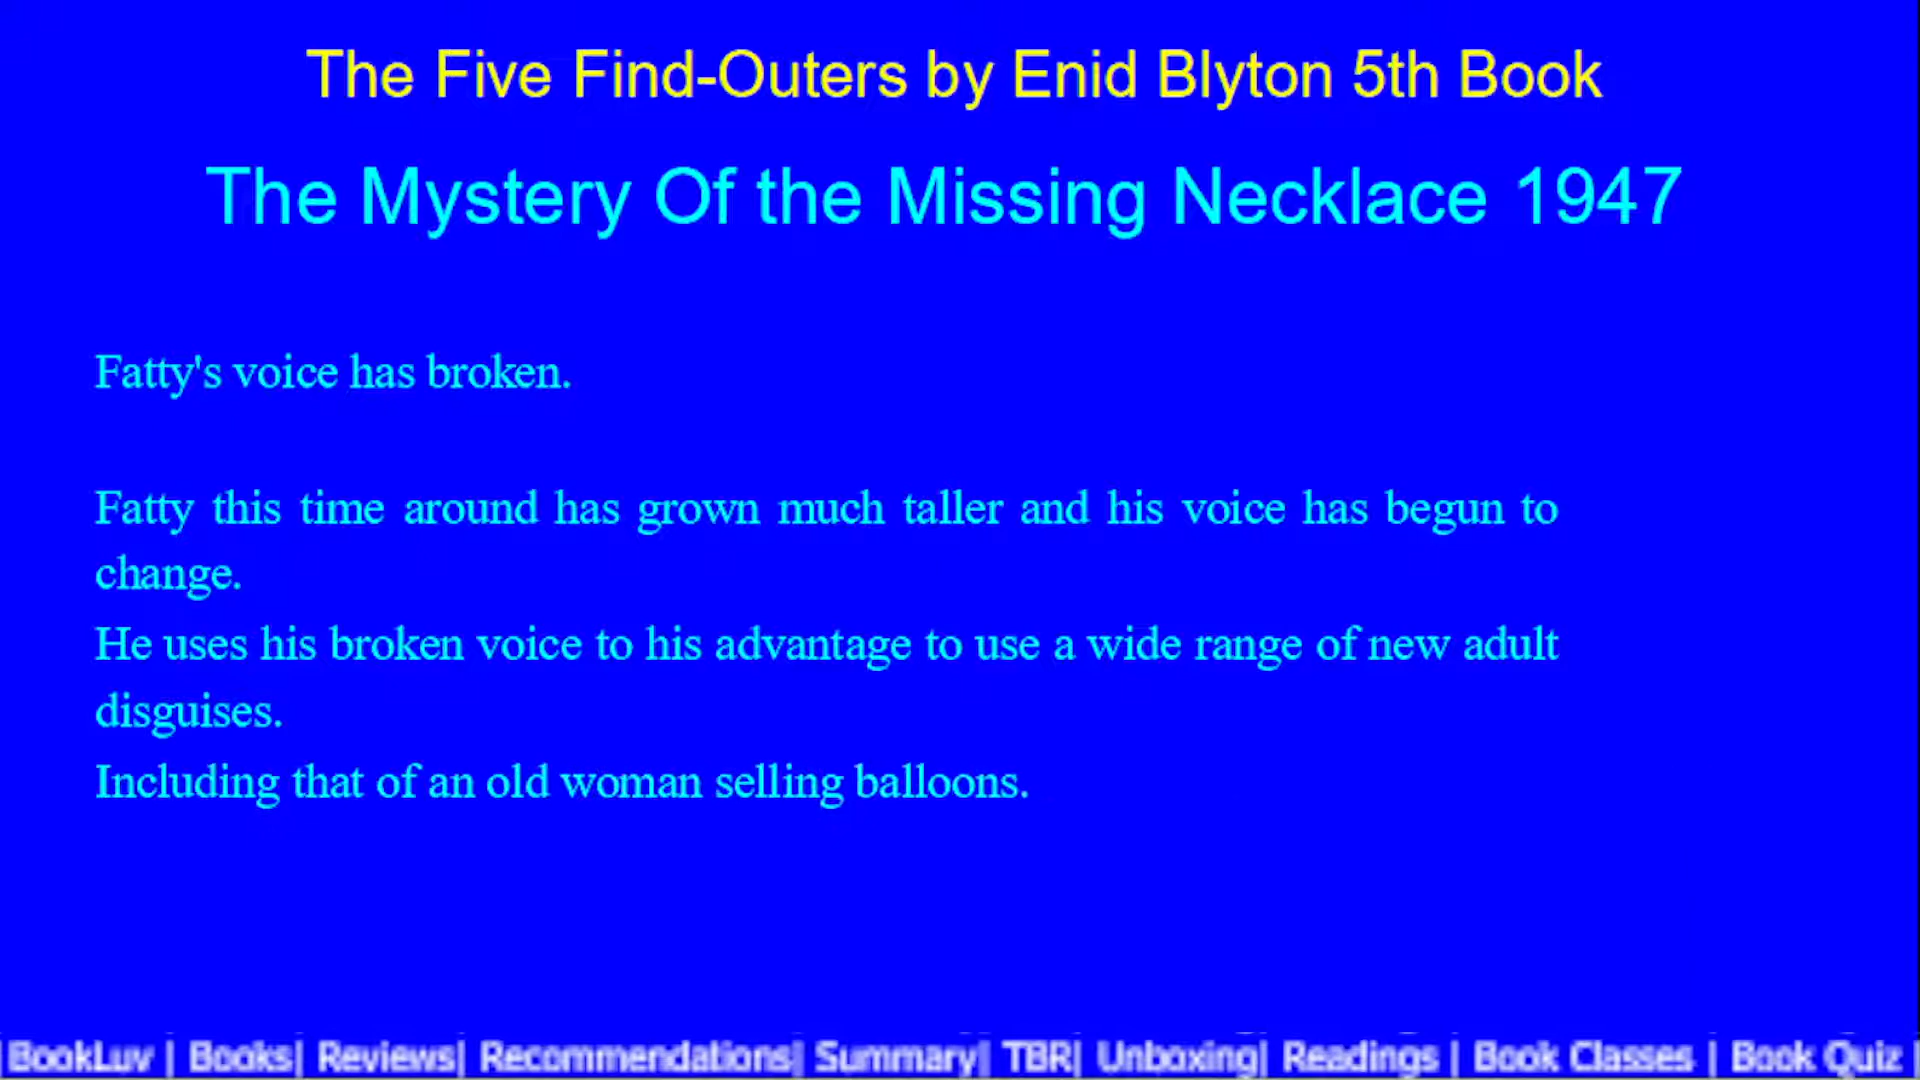 The Five Find-Outers by Enid Blyton 5th Book
The Mystery Of the Missing Necklace 1947
Fatty's voice has broken.
Fatty this time around has grown much taller and his voice has begun to
change.
He uses his broken voice to his advantage to use a wide range of new adult
disguises.
Including that of an old woman selling balloons.
|BookLuv | Books| Reviews| Recommendations| Summary| TBR| Unboxing| Readings | Book Classes | Book Quiz |